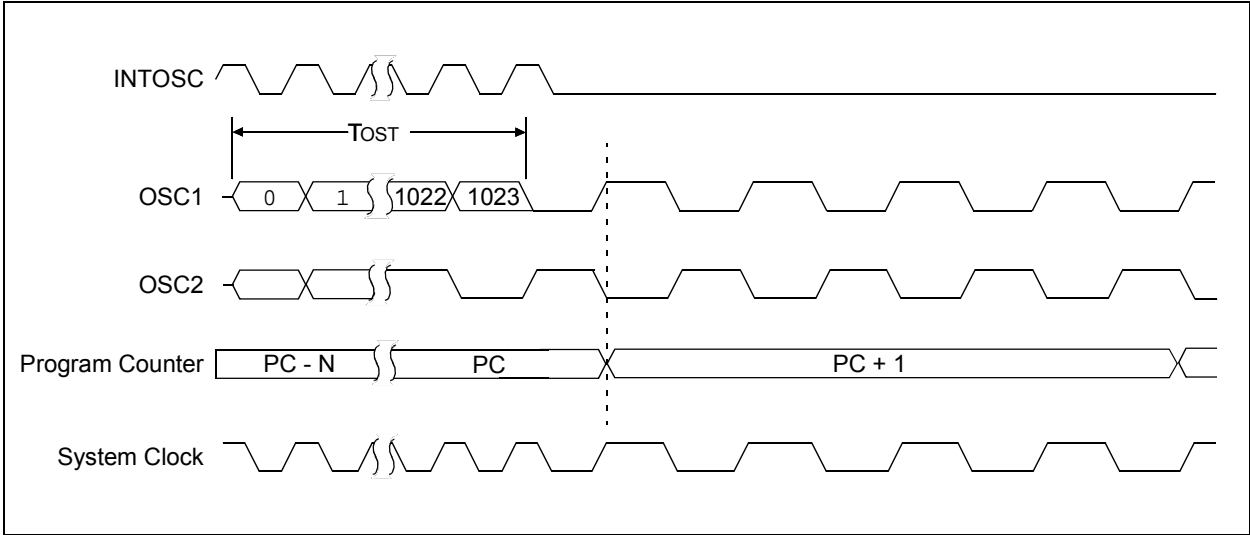 INTOSC
TOST
OSC1 0 1 1022 1023
OSC2
Program Counter PC - N PC PC + 1
System Clock